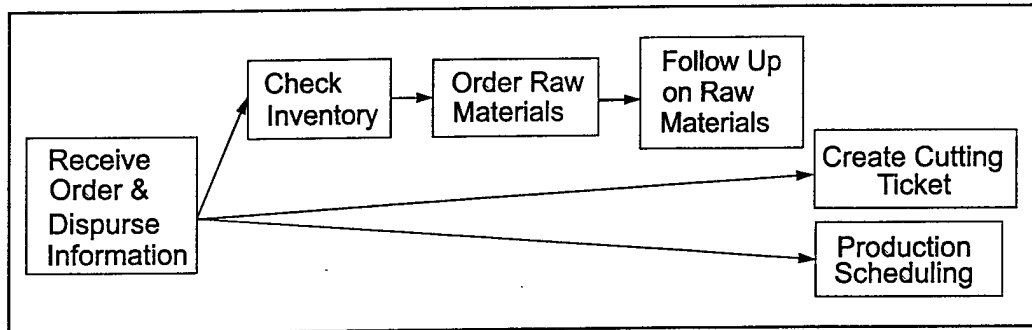 Check
Inventory
Order Raw
Materials
Follow Up
on Raw
Materials
Receive
Order &
Dispurse
Information
Create Cutting
Ticket
Production
Scheduling